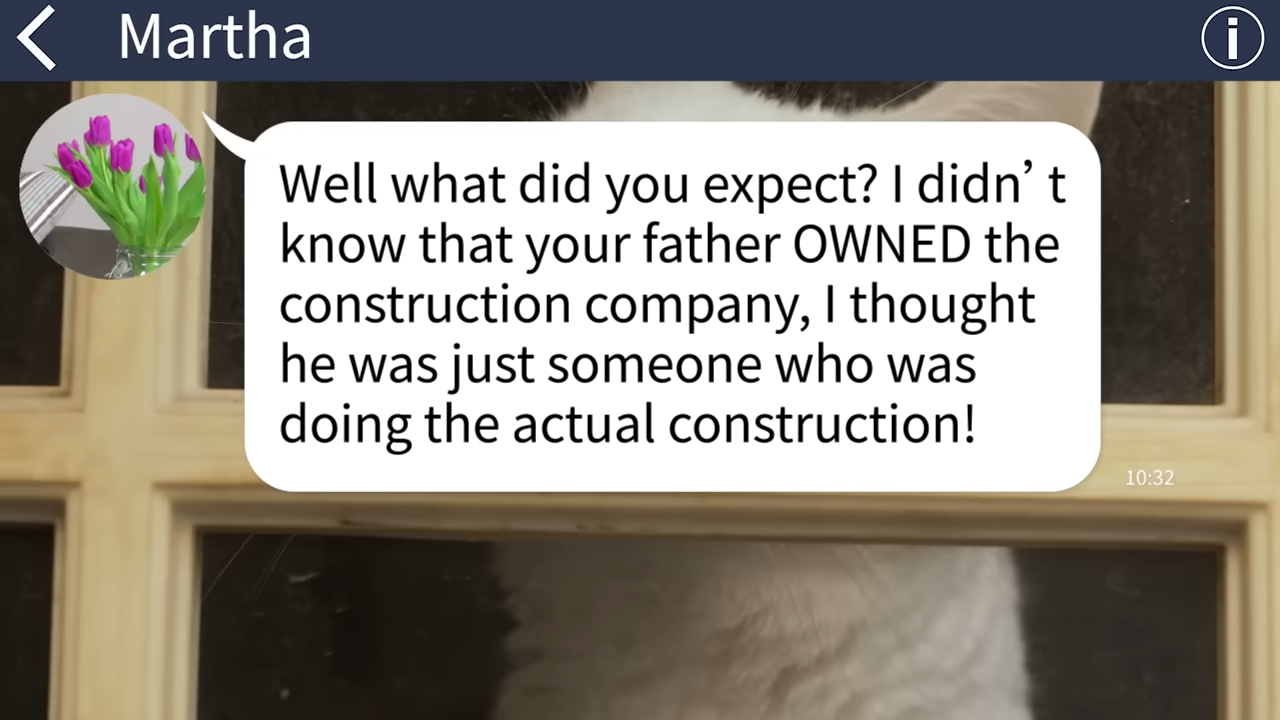 Martha
Well what did you expect? I didn’ t
know that your father OWNED the
construction company, I thought
he was just someone who was
doing the actual construction!
10:32